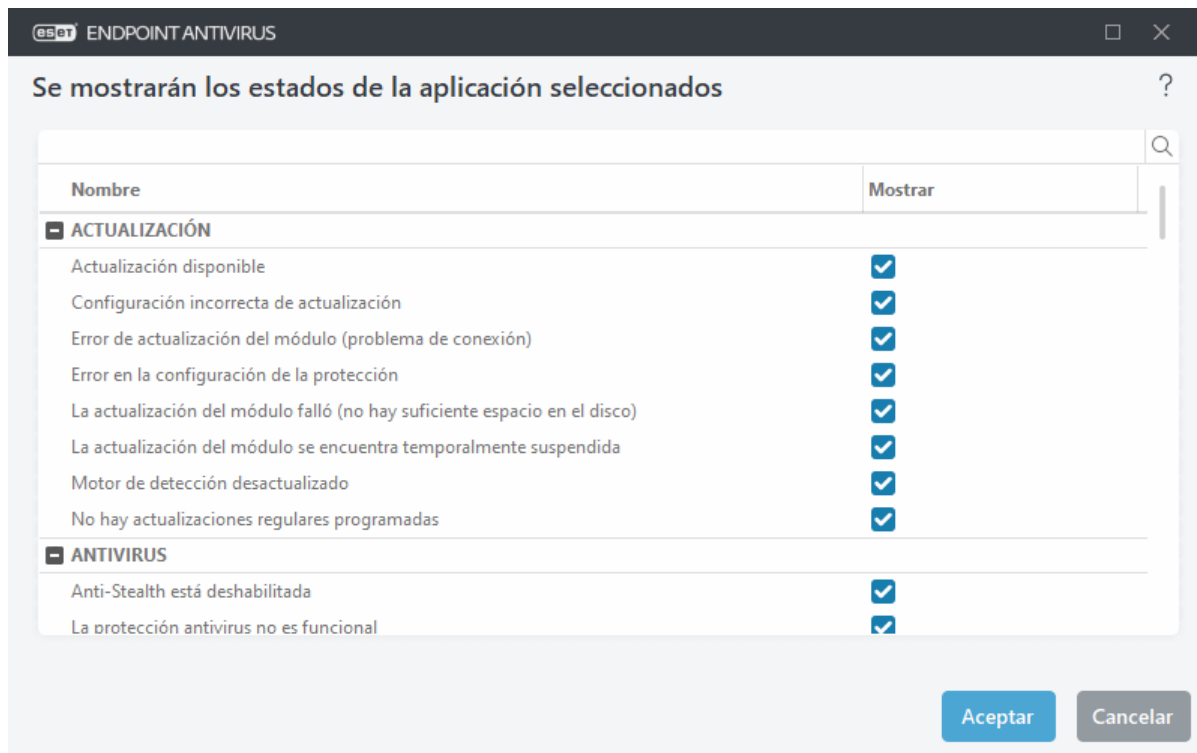 eset ENDPOINT ANTIVIRUS
Se mostrarán los estados de la aplicación seleccionados
?
Nombre Mostrar
ACTUALIZACIÓN
Actualización disponible
Configuración incorrecta de actualización
Error de actualización del módulo (problema de conexión)
Error en la configuración de la protección
La actualización del módulo falló (no hay suficiente espacio en el disco)
La actualización del módulo se encuentra temporalmente suspendida
Motor de detección desactualizado
No hay actualizaciones regulares programadas
ANTIVIRUS
Anti-Stealth está deshabilitada
La protección antivirus no es funcional
Aceptar Cancelar